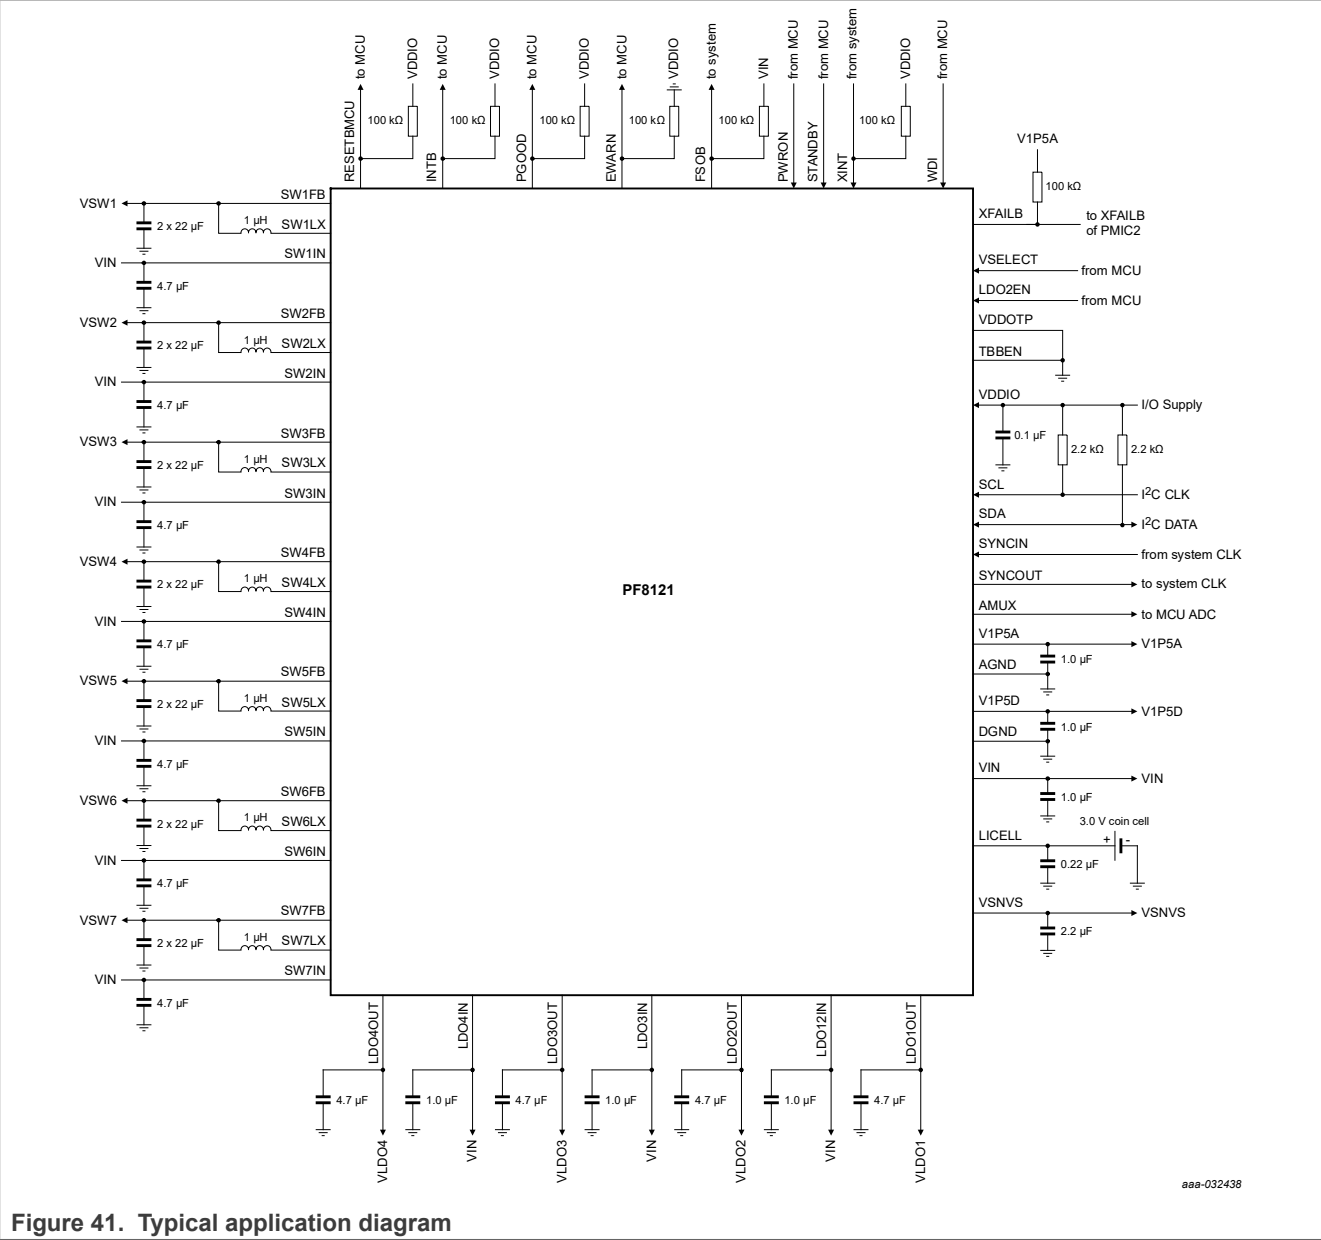 to MCU
VDDIO
to MCU
VDDIO
to MCU
VDDIO
to MCU
VDDIO
to system
VIN
from MCU
from MCU
from system
VDDIO
from MCU
100 kΩ
100 kΩ
100 kΩ
100 kΩ
100 kΩ
100 kΩ
RESETBMCU
INTB
PGOOD
EWARN
FSOB
PWRON
STANDBY
XINT
WDI
VSW1
2 x 22 µF
1 µH
SW1FB
SW1LX
VIN
SW1IN
4.7 µF
VSW2
2 x 22 µF
1 µH
SW2FB
SW2LX
VIN
SW2IN
4.7 µF
VSW3
2 x 22 µF
1 µH
SW3FB
SW3LX
VIN
SW3IN
4.7 µF
VSW4
2 x 22 µF
1 µH
SW4FB
SW4LX
VIN
SW4IN
4.7 µF
VSW5
2 x 22 µF
1 µH
SW5FB
SW5LX
VIN
SW5IN
4.7 µF
VSW6
2 x 22 µF
1 µH
SW6FB
SW6LX
VIN
SW6IN
4.7 µF
VSW7
2 x 22 µF
1 µH
SW7FB
SW7LX
VIN
SW7IN
4.7 µF
PF8121
V1P5A
100 kΩ
XFAILB
to XFAILB
of PMIC2
VSELECT
from MCU
LDO2EN
from MCU
VDDOTP
TBBEN
VDDIO
I/O Supply
0.1 µF
2.2 kΩ
2.2 kΩ
SCL
I2C CLK
SDA
I2C DATA
SYNCIN
from system CLK
SYNCOUT
to system CLK
AMUX
to MCU ADC
V1P5A
V1P5A
1.0 µF
AGND
V1P5D
V1P5D
1.0 µF
DGND
VIN
VIN
1.0 µF
3.0 V coin cell
LICELL
+ -
0.22 µF
VSNVS
VSNVS
2.2 µF
LDO4OUT
LDO4IN
LDO3OUT
LDO3IN
LDO2OUT
LDO12IN
LDO1OUT
4.7 µF
1.0 µF
4.7 µF
1.0 µF
4.7 µF
1.0 µF
4.7 µF
VLDO4
VIN
VLDO3
VIN
VLDO2
VIN
VLDO1
aaa-032438
Figure 41. Typical application diagram